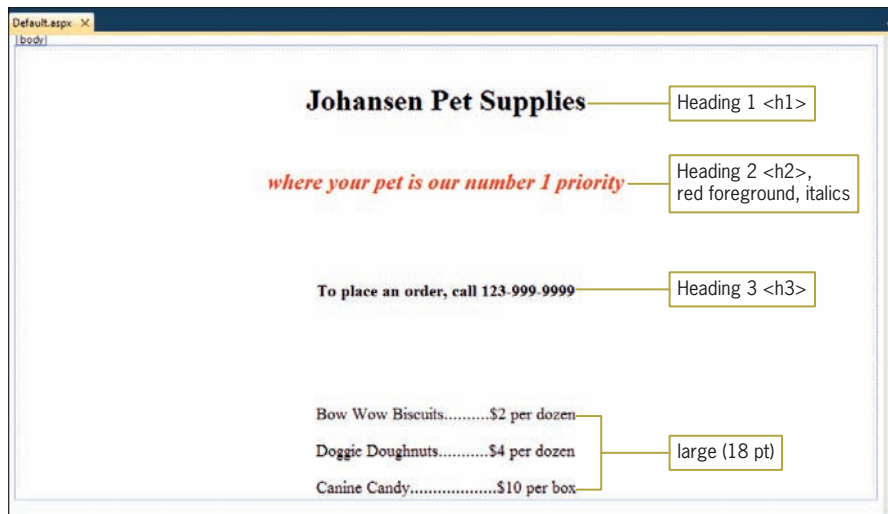 Default.aspx X
body
Johansen Pet Supplies
Heading 1 <h1>
where your pet is our number 1 priority
Heading 2 <h2>,
red foreground, italics
To place an order, call 123-999-9999
Heading 3 <h3>
Bow Wow Biscuits..........$2 per dozen
Doggie Doughnuts...........$4 per dozen
large (18 pt)
Canine Candy...................$10 per box